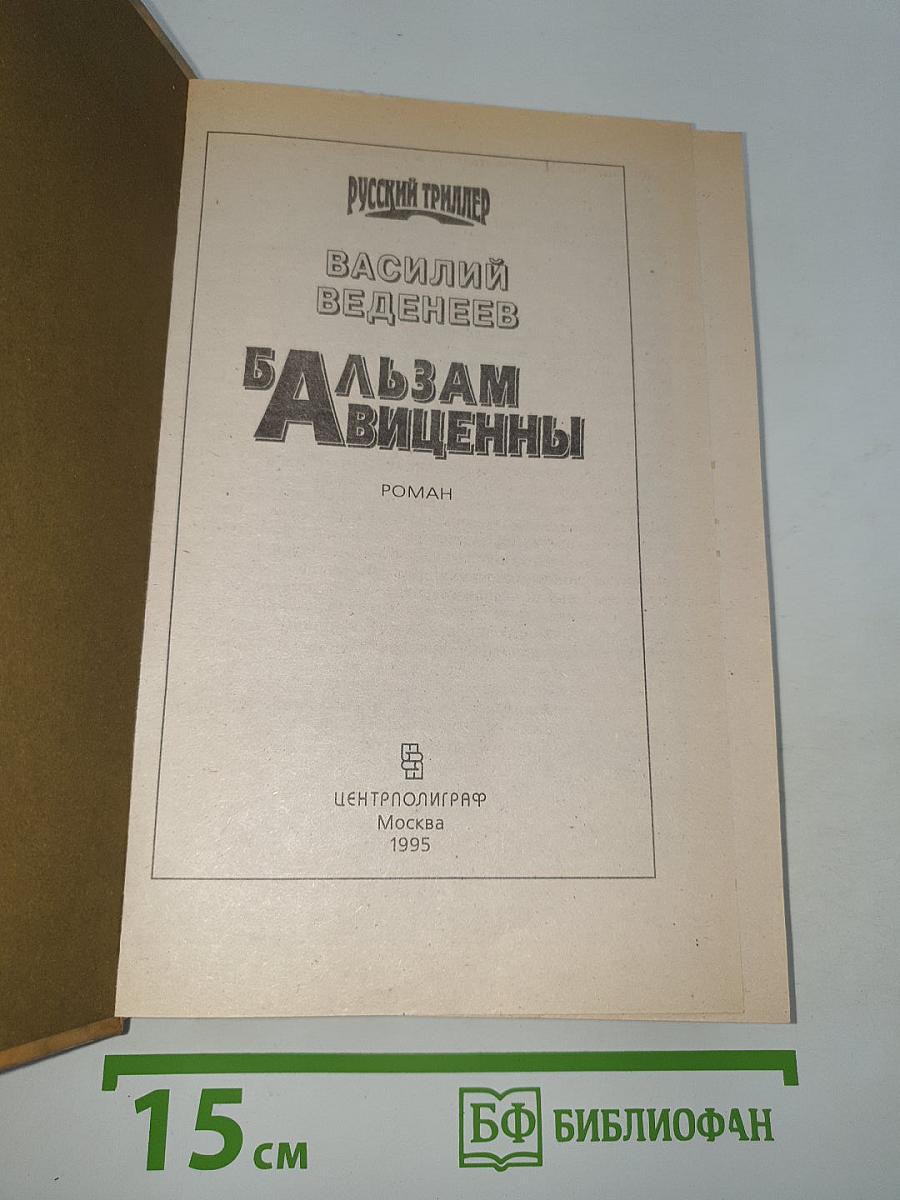 РУССКИЙ ТРИЛЛЕР
ВАСИЛИЙ
ВЕДЕНЕЕВ
БАЛЬЗАМ
АВИЦЕННЫ
РОМАН
ЦЕНТРПОЛИГРАФ
Москва
1995
15 см
БФ БИБЛИОФАН